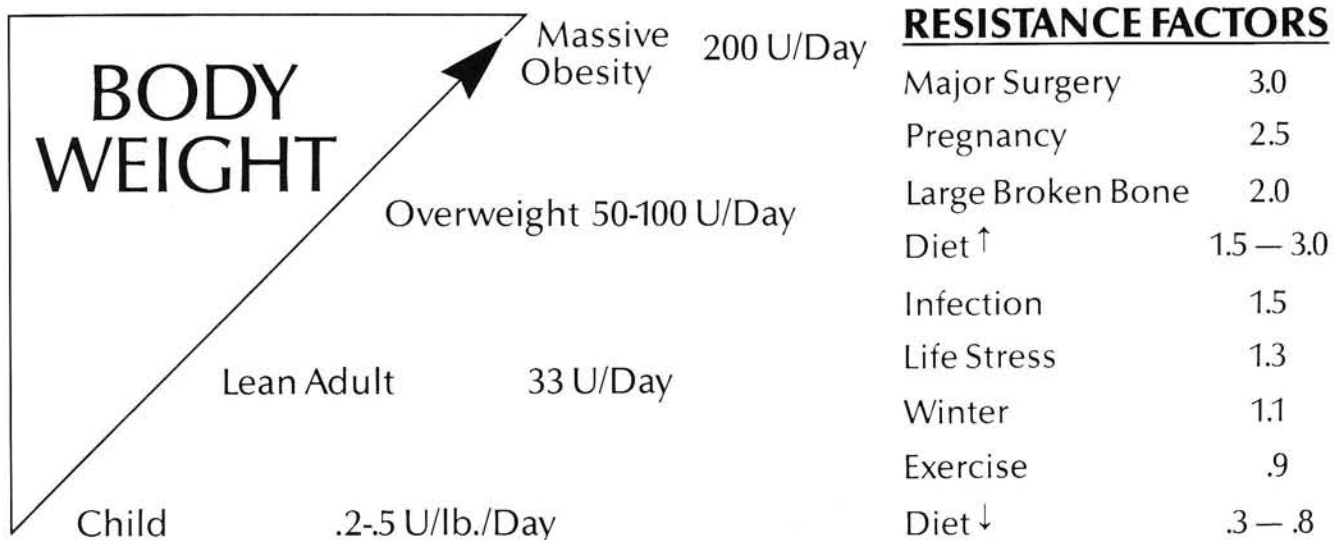 BODY
WEIGHT
Massive
Obesity 200 U/Day
Overweight 50-100 U/Day
Lean Adult 33 U/Day
Child .2-.5 U/lb./Day
RESISTANCE FACTORS
Major Surgery 3.0
Pregnancy 2.5
Large Broken Bone 2.0
Diet ↑ 1.5 — 3.0
Infection 1.5
Life Stress 1.3
Winter 1.1
Exercise .9
Diet ↓ .3 — .8